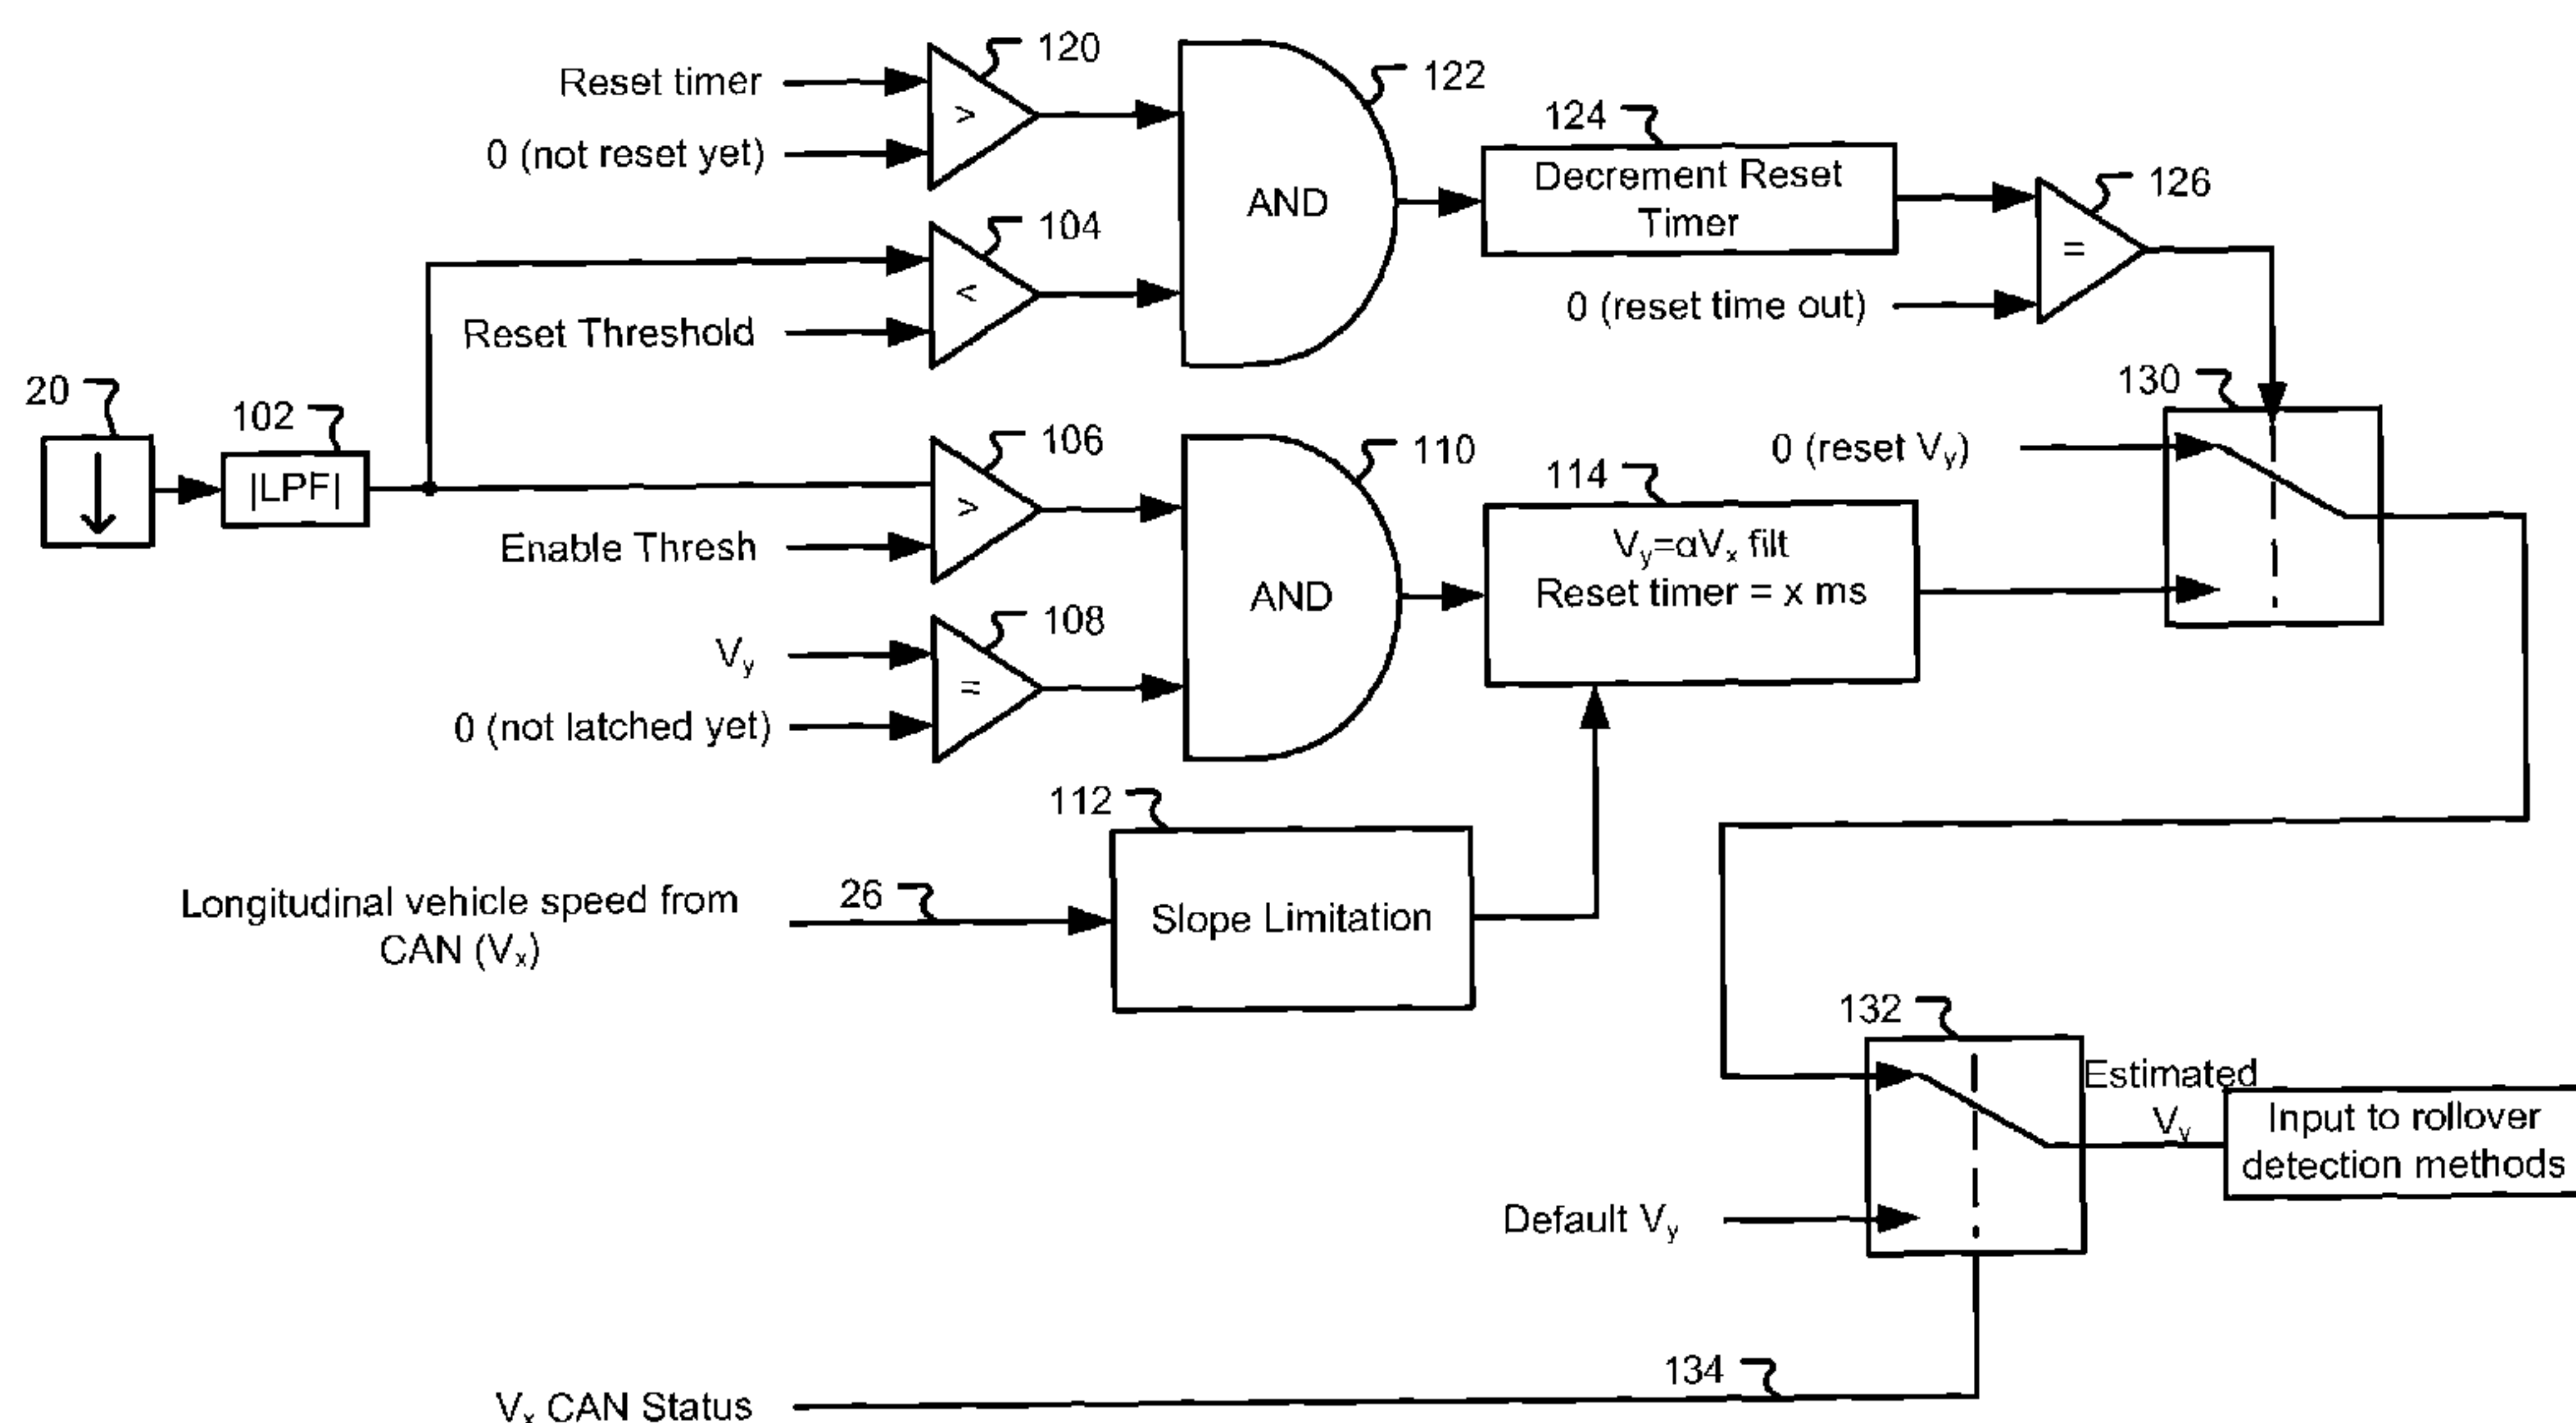 120
Reset timer
>
0 (not reset yet)
122
AND
124
Decrement Reset
Timer
126
=
0 (reset time out)
104
<
Reset Threshold
20
102
|LPF|
106
>
Enable Thresh
110
AND
108
Vy
=
0 (not latched yet)
114
Vy=αVx filt
Reset timer = x ms
130
0 (reset Vy)
112
Longitudinal vehicle speed from
CAN (Vx)
26
Slope Limitation
132
Estimated
Vy
Input to rollover
detection methods
Default Vy
134
Vx CAN Status